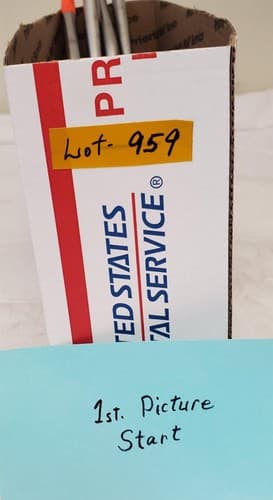 PR
Lot- 959
TED STATES
TAL SERVICE®
1st. Picture
Start